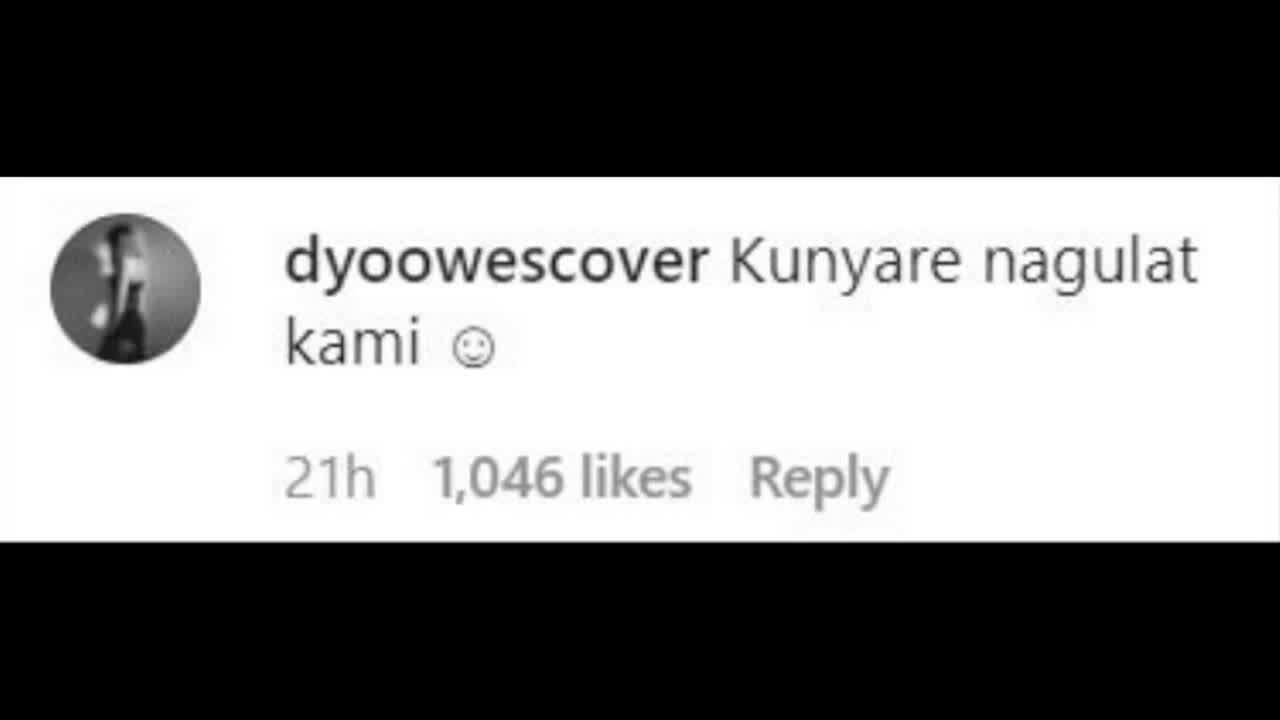 dyoowescover Kunyare nagulat
kami ☺
21h 1,046 likes Reply